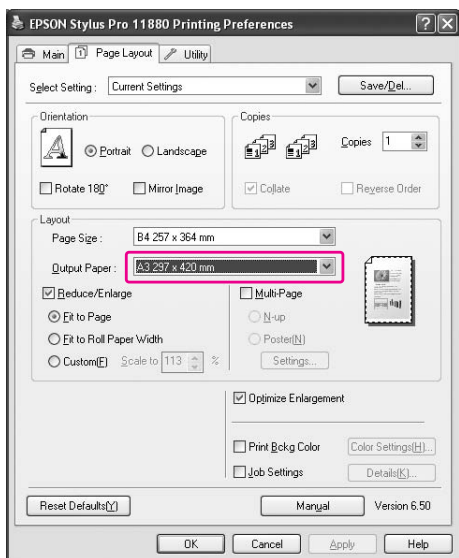 EPSON Stylus Pro 11880 Printing Preferences
Main Page Layout Utility
Select Setting : Current Settings Save/Del...
Orientation
Portrait Landscape
Rotate 180° Mirror Image
Copies
Copies 1
Collate Reverse Order
Layout
Page Size : B4 257 x 364 mm
Output Paper : A3 297 x 420 mm
Reduce/Enlarge
Fit to Page
Fit to Roll Paper Width
Custom(F) Scale to 113 %
Multi-Page
N-up
Poster(N)
Settings...
Optimize Enlargement
Print Bckg Color Color Settings(H)...
Job Settings Details(K)...
Reset Defaults(Y) Manual Version 6.50
OK Cancel Apply Help